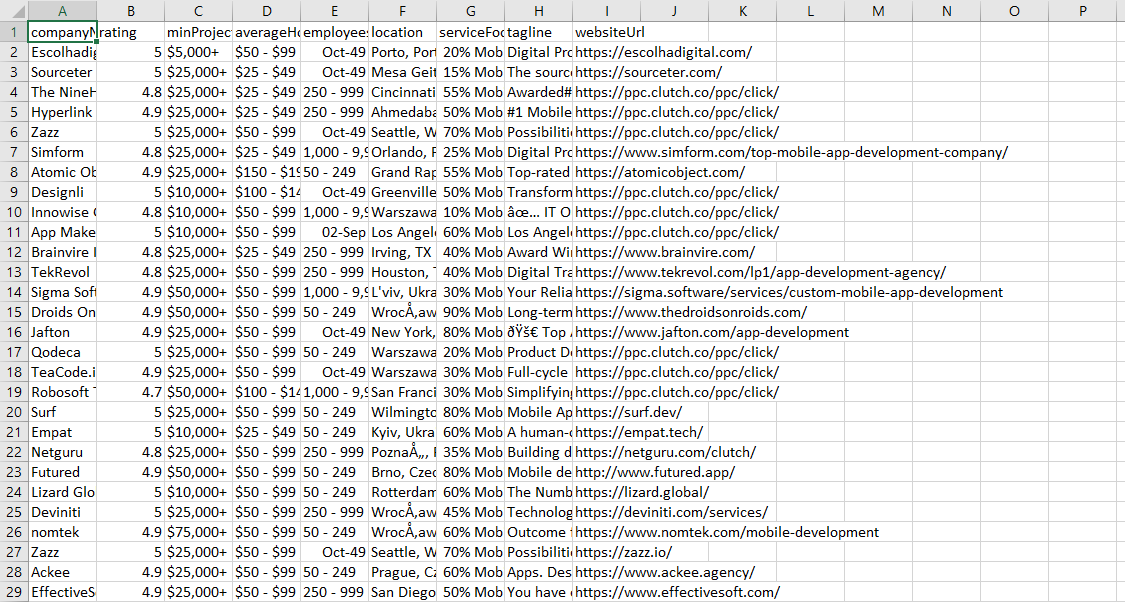 A B C D E F G H I J K L M N O P
1 companyN rating minProjec averageHo employees location serviceFoc tagline websiteUrl
2 Escolhadig 5 $5,000+ $50 - $99 Oct-49 Porto, Port 20% Mob Digital Pro https://escolhadigital.com/
3 Sourceter 5 $25,000+ $25 - $49 Oct-49 Mesa Geit 15% Mob The source https://sourceter.com/
4 The NineH 4.8 $25,000+ $25 - $49 250 - 999 Cincinnati 55% Mob Awarded# https://ppc.clutch.co/ppc/click/
5 Hyperlink 4.9 $25,000+ $25 - $49 250 - 999 Ahmedaba 50% Mob #1 Mobile https://ppc.clutch.co/ppc/click/
6 Zazz 5 $25,000+ $50 - $99 Oct-49 Seattle, W 70% Mob Possibiliti https://ppc.clutch.co/ppc/click/
7 Simform 4.8 $25,000+ $25 - $49 1,000 - 9,9 Orlando, F 25% Mob Digital Pro https://www.simform.com/top-mobile-app-development-company/
8 Atomic Ob 4.9 $25,000+ $150 - $19 50 - 249 Grand Rap 55% Mob Top-rated https://atomicobject.com/
9 Designli 5 $10,000+ $100 - $14 Oct-49 Greenville 50% Mob Transform https://ppc.clutch.co/ppc/click/
10 Innowise 4.8 $10,000+ $50 - $99 1,000 - 9,9 Warszawa 10% Mob âœ… IT O https://ppc.clutch.co/ppc/click/
11 App Make 5 $10,000+ $50 - $99 02-Sep Los Angel 60% Mob Los Angel https://ppc.clutch.co/ppc/click/
12 Brainvire I 4.8 $25,000+ $25 - $49 250 - 999 Irving, TX 40% Mob Award Wi https://www.brainvire.com/
13 TekRevol 4.8 $25,000+ $50 - $99 250 - 999 Houston, 40% Mob Digital Tra https://www.tekrevol.com/lp1/app-development-agency/
14 Sigma Soft 4.9 $50,000+ $50 - $99 1,000 - 9,9 L'viv, Ukra 30% Mob Your Relia https://sigma.software/services/custom-mobile-app-development
15 Droids On 4.9 $50,000+ $50 - $99 50 - 249 WrocÅ‚aw 90% Mob Long-term https://www.thedroidsonroids.com/
16 Jafton 4.9 $25,000+ $50 - $99 Oct-49 New York, 80% Mob ðŸš€ Top https://www.jafton.com/app-development
17 Qodeca 5 $25,000+ $50 - $99 50 - 249 Warszawa 20% Mob Product D https://ppc.clutch.co/ppc/click/
18 TeaCode.i 4.9 $25,000+ $50 - $99 Oct-49 Warszawa 30% Mob Full-cycle https://ppc.clutch.co/ppc/click/
19 Robosoft 4.7 $50,000+ $100 - $14 1,000 - 9,9 San Franci 30% Mob Simplifying https://ppc.clutch.co/ppc/click/
20 Surf 5 $25,000+ $50 - $99 50 - 249 Wilmingto 80% Mob Mobile Ap https://surf.dev/
21 Empat 5 $10,000+ $25 - $49 50 - 249 Kyiv, Ukra 60% Mob A human- https://empat.tech/
22 Netguru 4.8 $25,000+ $50 - $99 250 - 999 PoznaÅ„, 35% Mob Building d https://netguru.com/clutch/
23 Futured 4.9 $50,000+ $50 - $99 50 - 249 Brno, Czec 80% Mob Mobile de http://www.futured.app/
24 Lizard Glo 5 $10,000+ $50 - $99 50 - 249 Rotterdam 60% Mob The Numb https://lizard.global/
25 Deviniti 5 $25,000+ $50 - $99 250 - 999 WrocÅ‚aw 45% Mob Technolog https://deviniti.com/services/
26 nomtek 4.9 $75,000+ $50 - $99 50 - 249 WrocÅ‚aw 60% Mob Outcome https://www.nomtek.com/mobile-development
27 Zazz 5 $25,000+ $50 - $99 Oct-49 Seattle, W 70% Mob Possibiliti https://zazz.io/
28 Ackee 4.9 $25,000+ $50 - $99 50 - 249 Prague, Cz 60% Mob Apps. Des https://www.ackee.agency/
29 EffectiveS 4.9 $25,000+ $50 - $99 250 - 999 San Diego 50% Mob You have https://www.effectivesoft.com/